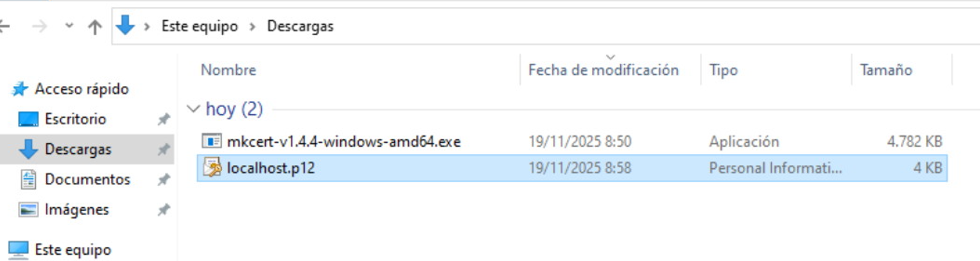 Este equipo > Descargas
Nombre Fecha de modificación Tipo Tamaño
Acceso rápido
Escritorio
Descargas
Documentos
Imágenes
Este equipo
hoy (2)
mkcert-v1.4.4-windows-amd64.exe 19/11/2025 8:50 Aplicación 4.782 KB
localhost.p12 19/11/2025 8:58 Personal Informati... 4 KB